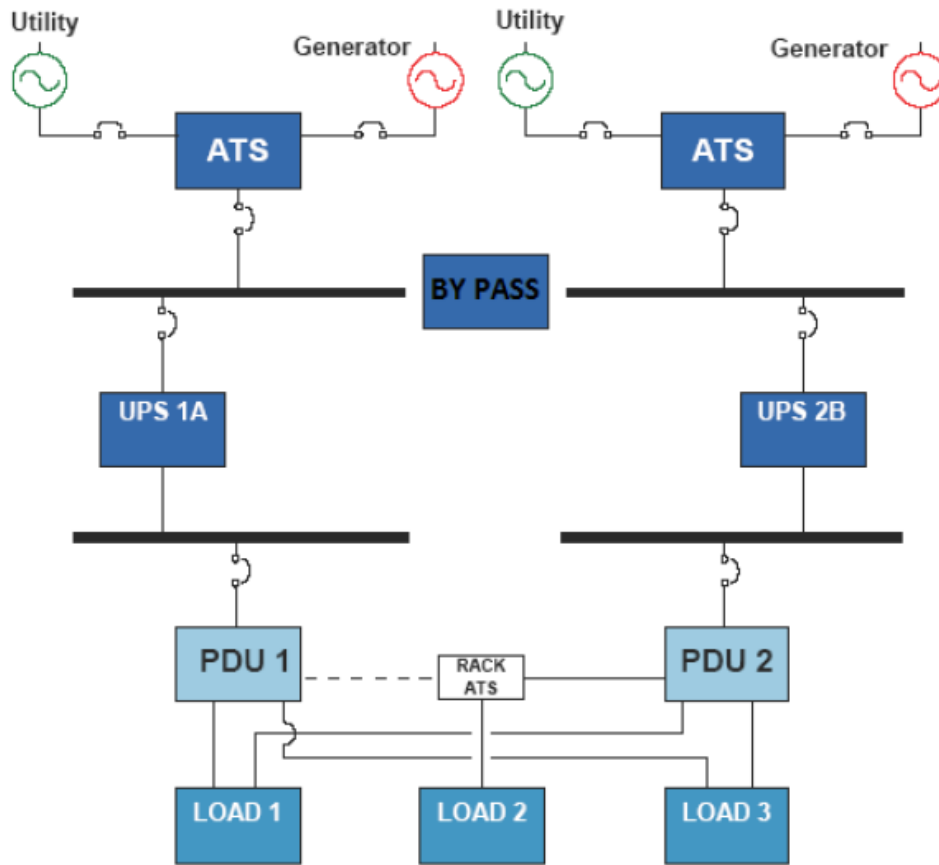 Utility
Generator
Utility
Generator
ATS
ATS
BY PASS
UPS 1A
UPS 2B
PDU 1
RACK
ATS
PDU 2
LOAD 1
LOAD 2
LOAD 3